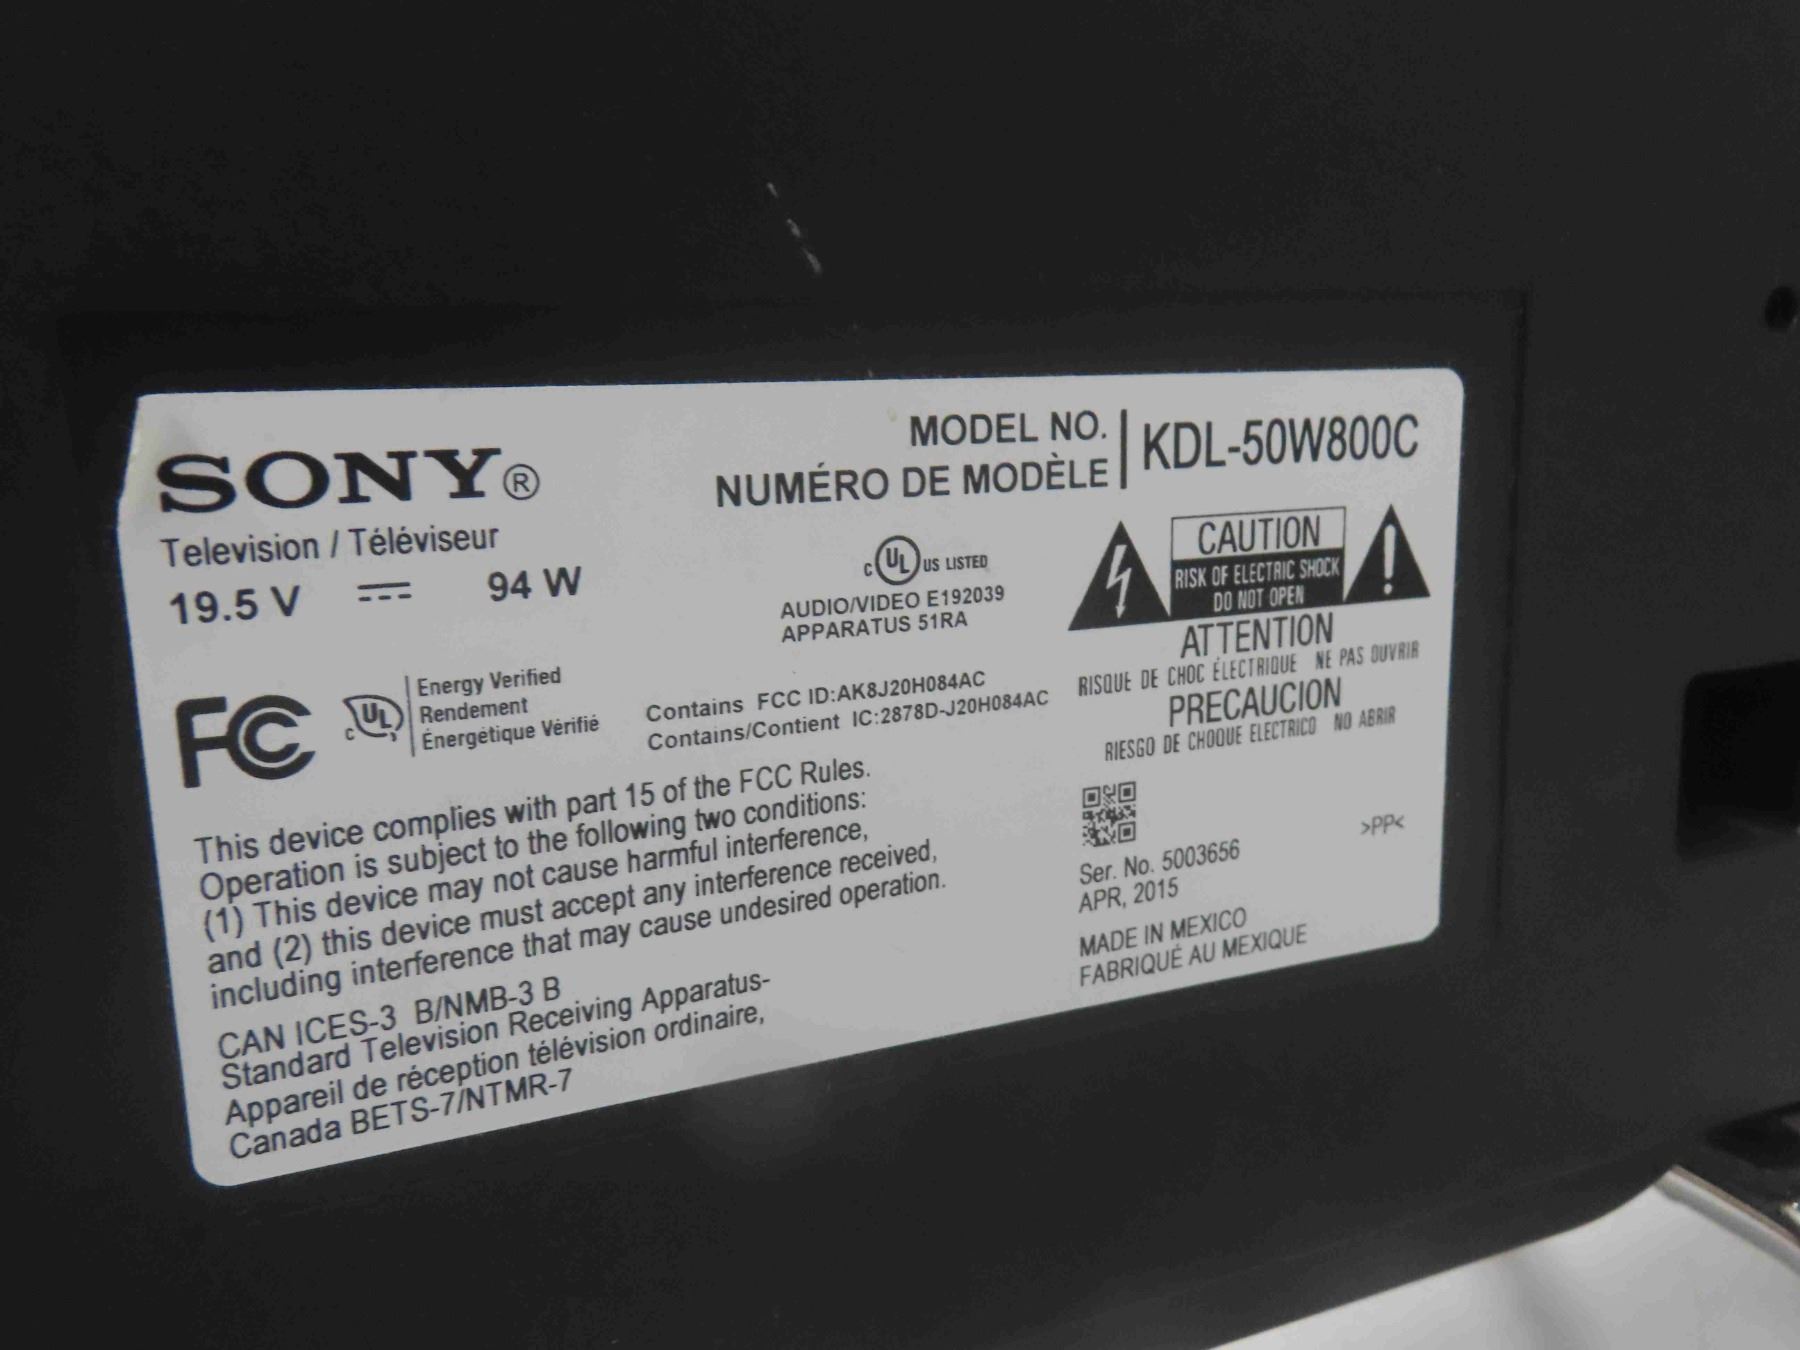 SONY®
Television / Téléviseur
19.5 V 94 W
MODEL NO.
NUMÉRO DE MODÈLE
KDL-50W800C
C UL US LISTED
AUDIO/VIDEO E192039
APPARATUS 51RA
CAUTION
RISK OF ELECTRIC SHOCK
DO NOT OPEN
ATTENTION
RISQUE DE CHOC ÉLECTRIQUE NE PAS OUVRIR
PRECAUCION
RIESGO DE CHOQUE ELECTRICO NO ABRIR
FC
C UL
Energy Verified
Rendement
Énergétique Vérifié
Contains FCC ID:AK8J20H084AC
Contains/Contient IC:2878D-J20H084AC
This device complies with part 15 of the FCC Rules.
Operation is subject to the following two conditions:
(1) This device may not cause harmful interference,
and (2) this device must accept any interference received,
including interference that may cause undesired operation.
CAN ICES-3 B/NMB-3 B
Standard Television Receiving Apparatus-
Appareil de réception télévision ordinaire,
Canada BETS-7/NTMR-7
>PP<
Ser. No. 5003656
APR, 2015
MADE IN MEXICO
FABRIQUÉ AU MEXIQUE